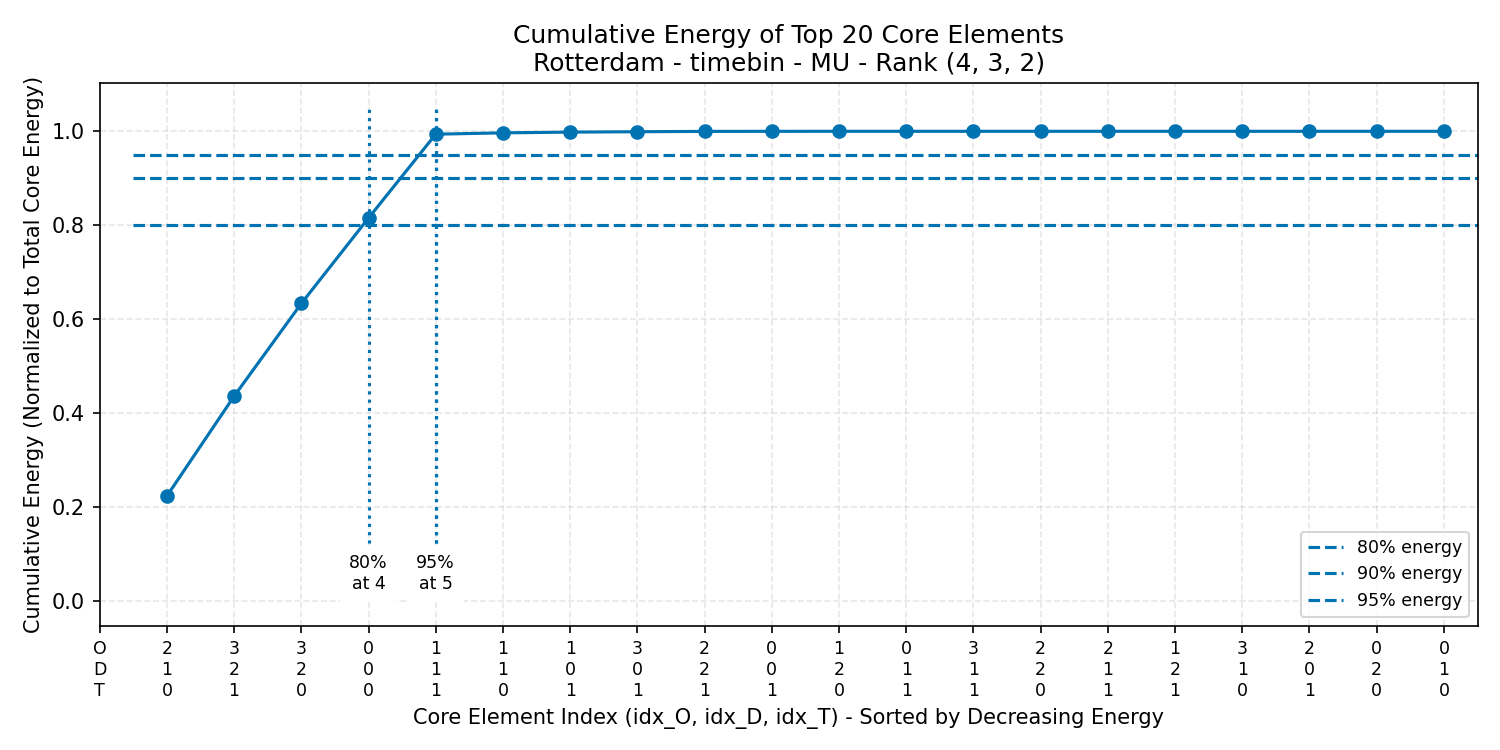 Cumulative Energy of Top 20 Core Elements
Rotterdam - timebin - MU - Rank (4, 3, 2)
Cumulative Energy (Normalized to Total Core Energy)
1.0
0.8
0.6
0.4
0.2
0.0
80% 95%
at 4 at 5
80% energy
90% energy
95% energy
O 2 3 3 0 1 1 1 3 2 0 1 0 3 2 2 1 3 2 0 0
D 1 2 2 0 1 1 0 0 2 0 2 1 1 2 1 2 1 0 2 1
T 0 1 0 0 1 0 1 1 1 1 0 1 1 0 1 1 0 1 0 0
Core Element Index (idx_O, idx_D, idx_T) - Sorted by Decreasing Energy